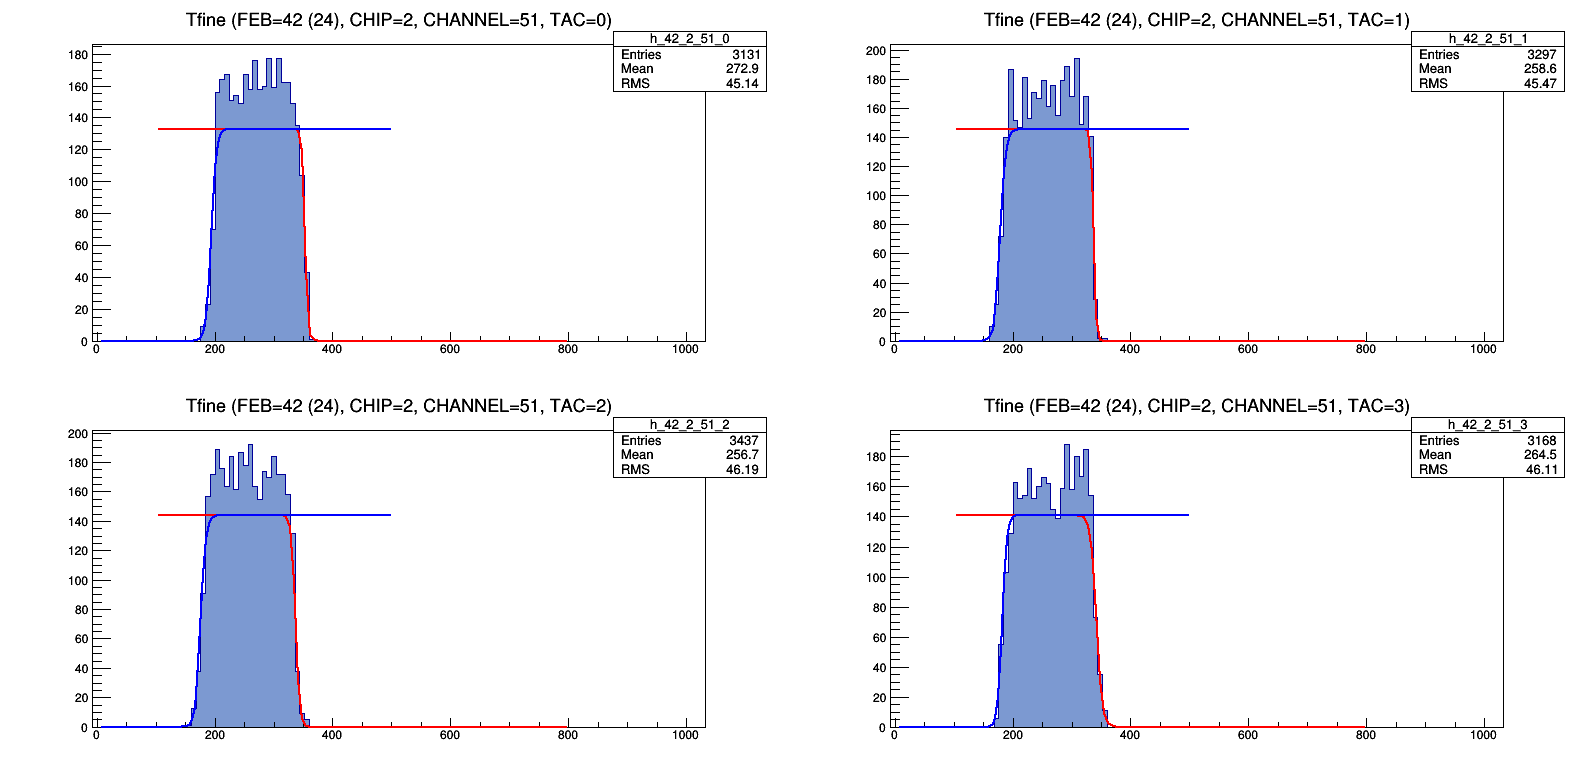 Tfine (FEB=42 (24), CHIP=2, CHANNEL=51, TAC=0)
h_42_2_51_0
Entries 3131
Mean 272.9
RMS 45.14
180
160
140
120
100
80
60
40
20
0
0 200 400 600 800 1000
Tfine (FEB=42 (24), CHIP=2, CHANNEL=51, TAC=1)
h_42_2_51_1
Entries 3297
Mean 258.6
RMS 45.47
200
180
160
140
120
100
80
60
40
20
0
0 200 400 600 800 1000
Tfine (FEB=42 (24), CHIP=2, CHANNEL=51, TAC=2)
h_42_2_51_2
Entries 3437
Mean 256.7
RMS 46.19
200
180
160
140
120
100
80
60
40
20
0
0 200 400 600 800 1000
Tfine (FEB=42 (24), CHIP=2, CHANNEL=51, TAC=3)
h_42_2_51_3
Entries 3168
Mean 264.5
RMS 46.11
180
160
140
120
100
80
60
40
20
0
0 200 400 600 800 1000